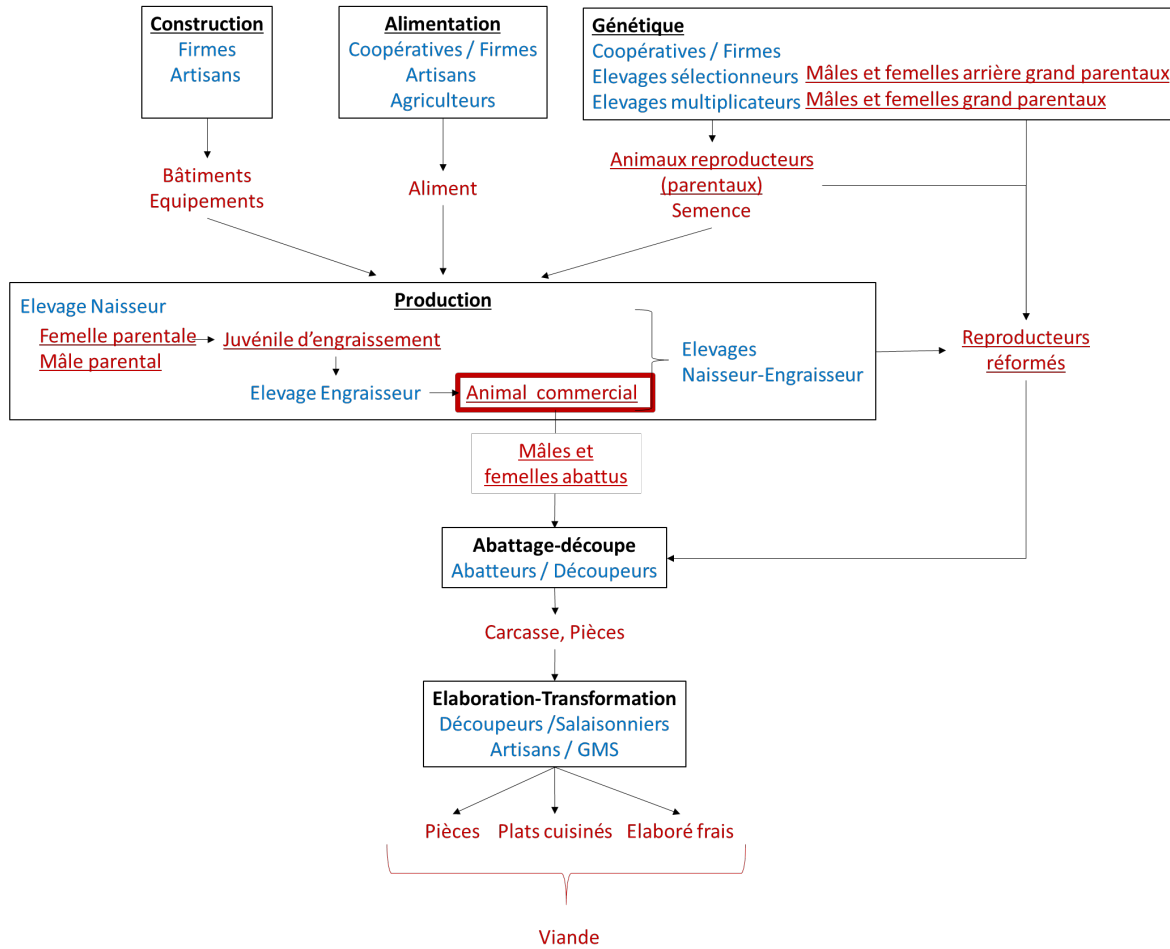 Construction
Firmes
Artisans
Alimentation
Coopératives / Firmes
Artisans
Agriculteurs
Génétique
Coopératives / Firmes
Elevages sélectionneurs Mâles et femelles arrière grand parentaux
Elevages multiplicateurs Mâles et femelles grand parentaux
Bâtiments
Equipements
Aliment
Animaux reproducteurs
(parentaux)
Semence
Production
Elevage Naisseur
Femelle parentale
Mâle parental
Juvénile d'engraissement
Elevage Engraisseur
Animal commercial
Elevages
Naisseur-Engraisseur
Reproducteurs
réformés
Mâles et
femelles abattus
Abattage-découpe
Abatteurs / Découpeurs
Carcasse, Pièces
Elaboration-Transformation
Découpeurs /Salaisonniers
Artisans / GMS
Pièces
Plats cuisinés
Elaboré frais
Viande